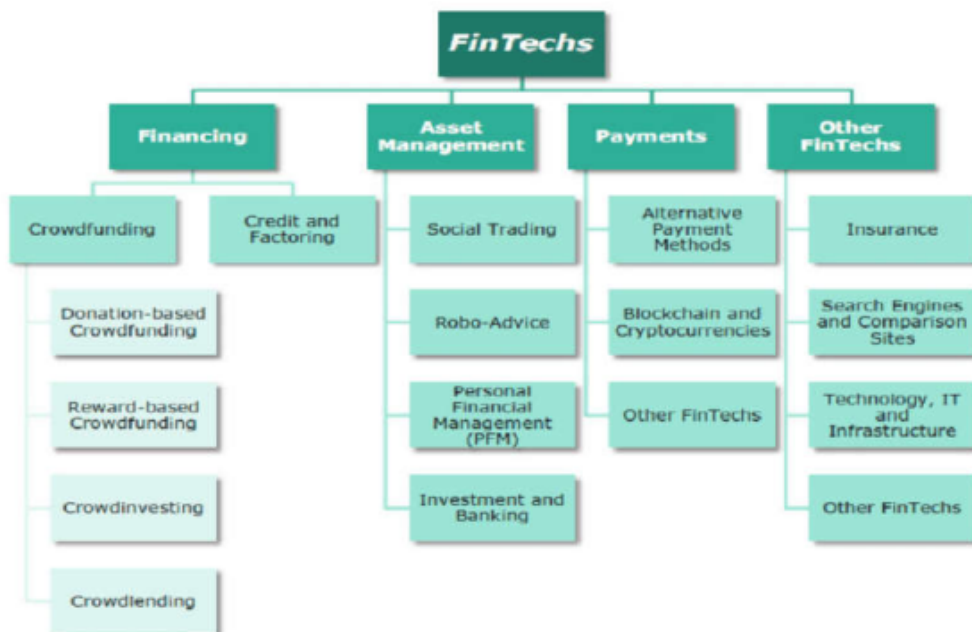 FinTechs
Financing
Asset
Management
Payments
Other
FinTechs
Crowdfunding
Credit and
Factoring
Social Trading
Alternative
Payment
Methods
Insurance
Donation-based
Crowdfunding
Robo-Advice
Blockchain and
Cryptocurrencies
Search Engines
and Comparison
Sites
Reward-based
Crowdfunding
Personal
Financial
Management
(PFM)
Other FinTechs
Technology, IT
and
Infrastructure
Crowdinvesting
Investment and
Banking
Other FinTechs
Crowdlending